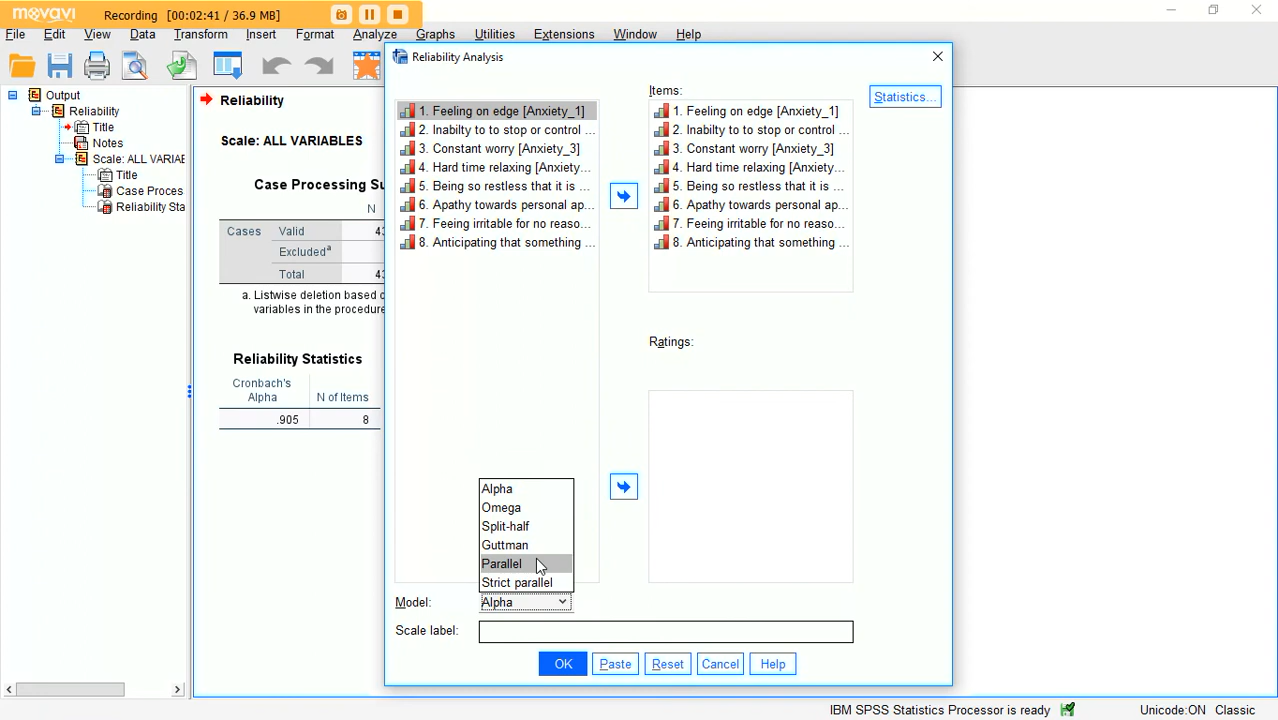 movavi Recording [00:02:41 / 36.9 MB]
File Edit View Data Transform Insert Format Analyze Graphs Utilities Extensions Window Help
Output
Reliability
Title
Notes
Scale: ALL VARIAE
Title
Case Proces
Reliability Sta
Reliability
Scale: ALL VARIABLES
Case Processing Su
N
Cases Valid 43
Excluded a
Total 43
a. Listwise deletion based o
variables in the procedure
Reliability Statistics
Cronbach's
Alpha N of Items
.905 8
Reliability Analysis
1. Feeling on edge [Anxiety_1]
2. Inabilty to to stop or control ...
3. Constant worry [Anxiety_3]
4. Hard time relaxing [Anxiety...
5. Being so restless that it is ...
6. Apathy towards personal ap...
7. Feeing irritable for no reaso...
8. Anticipating that something ...
Items:
1. Feeling on edge [Anxiety_1]
2. Inabilty to to stop or control ...
3. Constant worry [Anxiety_3]
4. Hard time relaxing [Anxiety...
5. Being so restless that it is ...
6. Apathy towards personal ap...
7. Feeing irritable for no reaso...
8. Anticipating that something ...
Statistics...
Ratings:
Alpha
Omega
Split-half
Guttman
Parallel
Strict parallel
Model: Alpha
Scale label:
OK Paste Reset Cancel Help
IBM SPSS Statistics Processor is ready Unicode:ON Classic